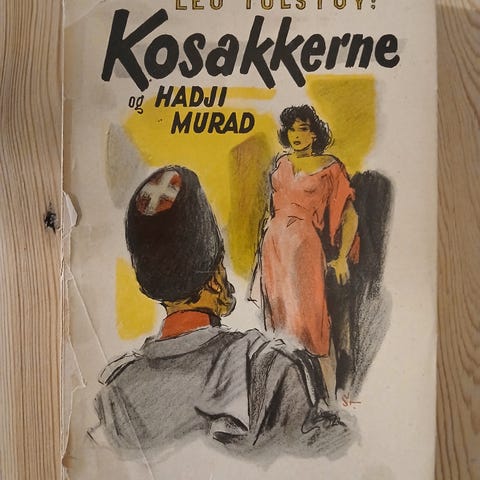 LEO TOLSTOY:
Kosakkerne
og HADJI
MURAD